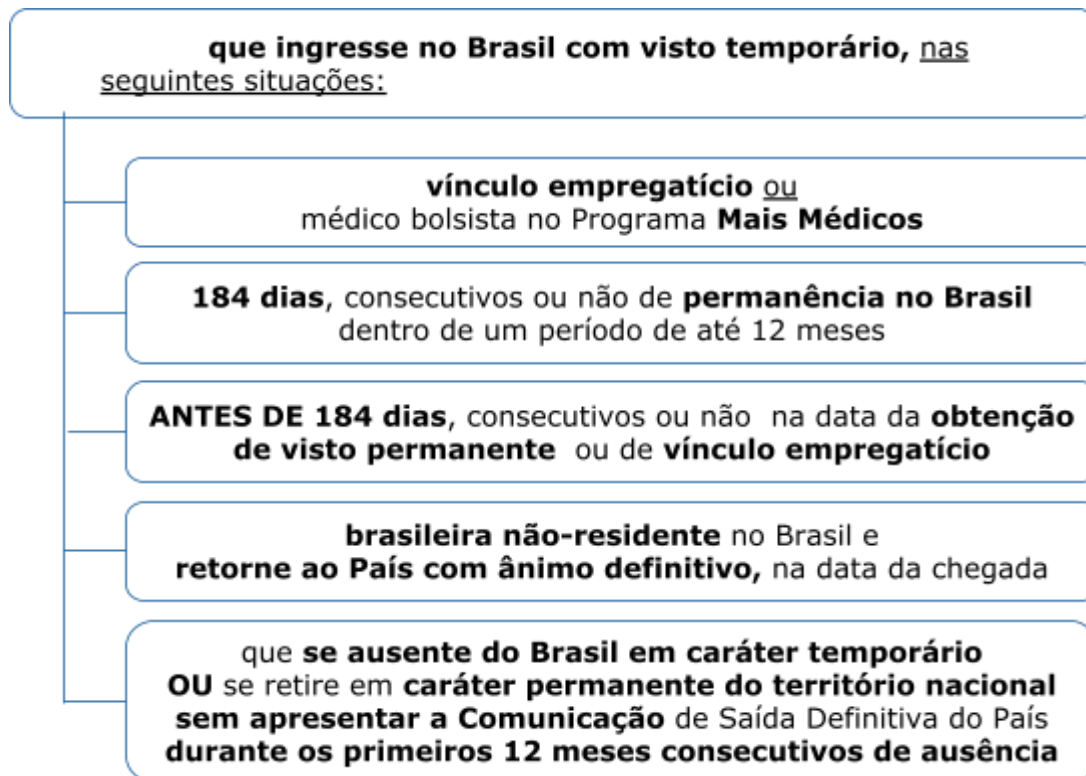 que ingresse no Brasil com visto temporário, nas
seguintes situações:
vínculo empregatício ou
médico bolsista no Programa Mais Médicos
184 dias, consecutivos ou não de permanência no Brasil
dentro de um período de até 12 meses
ANTES DE 184 dias, consecutivos ou não na data da obtenção
de visto permanente ou de vínculo empregatício
brasileira não-residente no Brasil e
retorne ao País com ânimo definitivo, na data da chegada
que se ausente do Brasil em caráter temporário
OU se retire em caráter permanente do território nacional
sem apresentar a Comunicação de Saída Definitiva do País
durante os primeiros 12 meses consecutivos de ausência